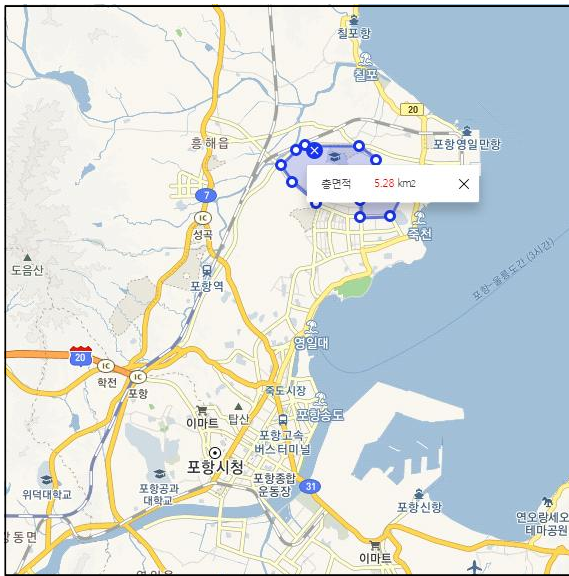 칠포항
칠포
20
포항영일만항
흥해읍
총면적 5.28 km2
7
IC
성곡
죽천
도음산
포항역
포항-울릉도간 (3시간)
영일대
20
IC
학전
IC
포항
죽도시장
이마트
탑산
포항송도
포항고속
버스터미널
포항시청
포항종합
운동장
31
위덕대학교
포항공과
대학교
포항신항
연오랑세오
테마공원
강동면
이마트